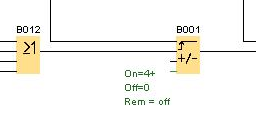 B012
B001
≥1
+/-
On=4+
Off=0
Rem = off